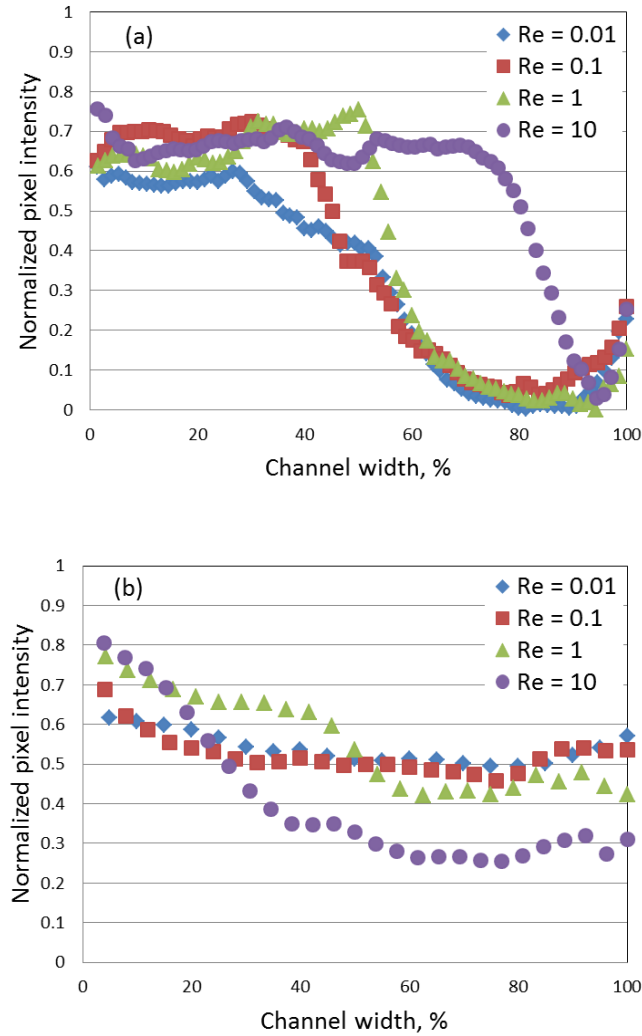 (a)
Re = 0.01
Re = 0.1
Re = 1
Re = 10
Normalized pixel intensity
1
0.9
0.8
0.7
0.6
0.5
0.4
0.3
0.2
0.1
0
0 20 40 60 80 100
Channel width, %
(b)
Re = 0.01
Re = 0.1
Re = 1
Re = 10
Normalized pixel intensity
1
0.9
0.8
0.7
0.6
0.5
0.4
0.3
0.2
0.1
0
0 20 40 60 80 100
Channel width, %